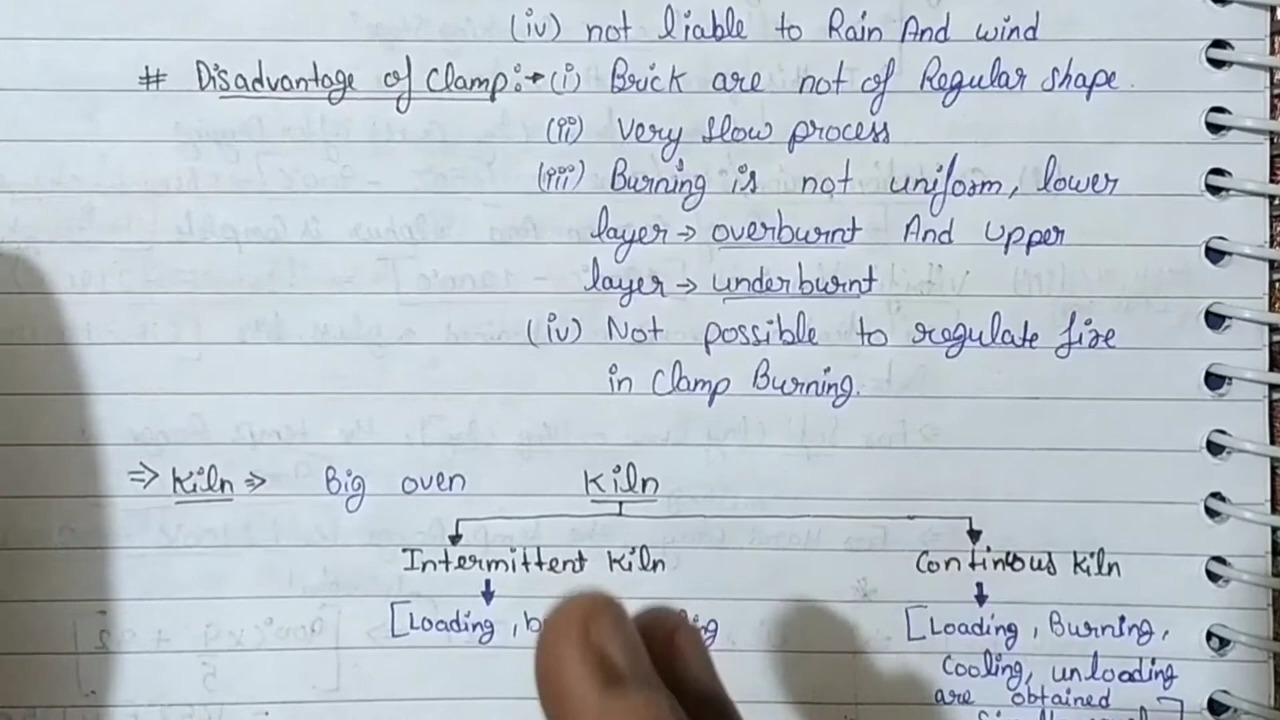 (iv) not liable to Rain And wind
# Disadvantage of Clamp:→ (i) Brick are not of Regular shape.
(ii) Very slow process
(iii) Burning is not uniform, lower
layer → overburnt And Upper
layer → underburnt
(iv) Not possible to regulate fire
in Clamp Burning.
⇒ Kiln ⇒ Big oven Kiln
Intermittent Kiln Continuous Kiln
[Loading, [Loading, Burning,
Cooling, unloading
are obtained